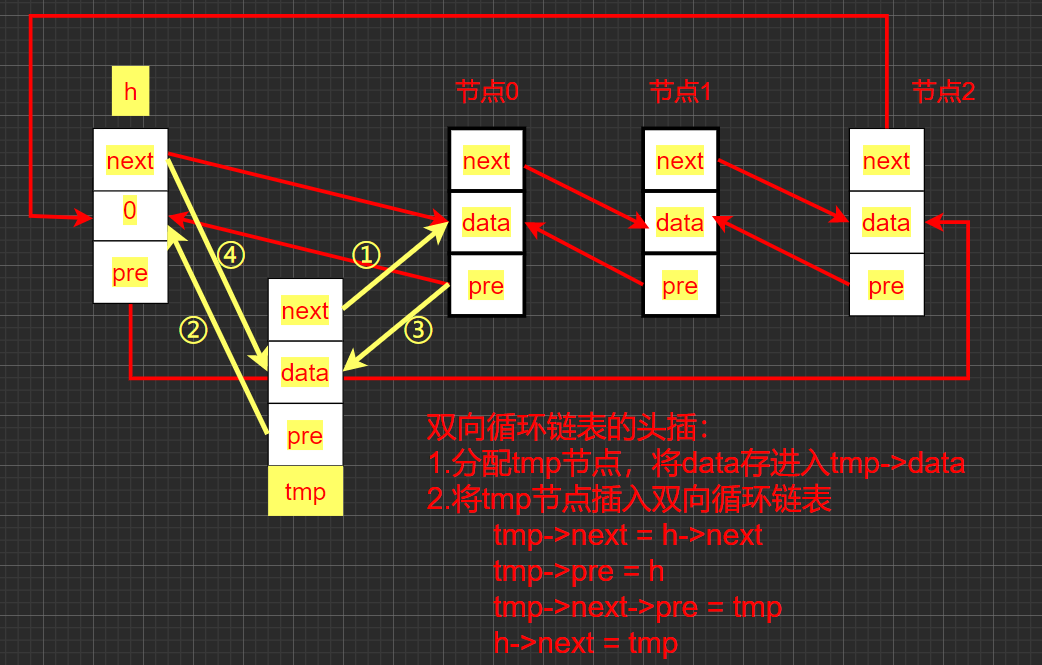 h
节点0
节点1
节点2
next
0
pre
next
data
pre
next
data
pre
next
data
pre
④
①
②
③
next
data
pre
tmp
双向循环链表的头插：
1.分配tmp节点，将data存进入tmp->data
2.将tmp节点插入双向循环链表
tmp->next = h->next
tmp->pre = h
tmp->next->pre = tmp
h->next = tmp